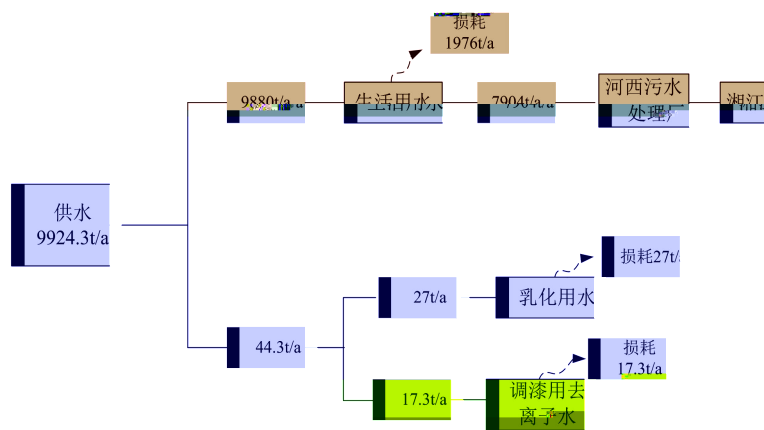 损耗
1976t/a
9880t/a
生活用水
7904t/a
河西污水
处理厂
湘江
供水
9924.3t/a
损耗27t/
27t/a
乳化用水
44.3t/a
损耗
17.3t/a
17.3t/a
调漆用去
离子水